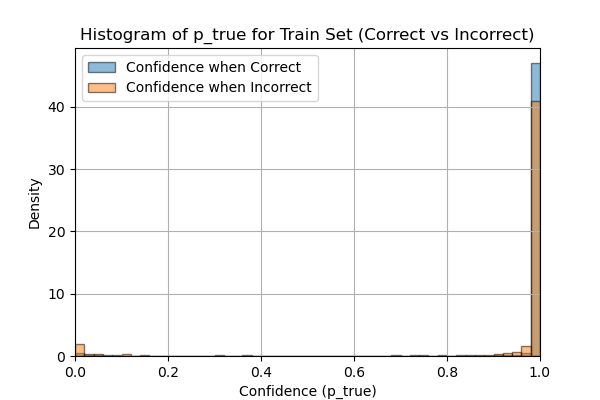 Histogram of p_true for Train Set (Correct vs Incorrect)
Confidence when Correct
Confidence when Incorrect
Density
40
30
20
10
0
0.0 0.2 0.4 0.6 0.8 1.0
Confidence (p_true)